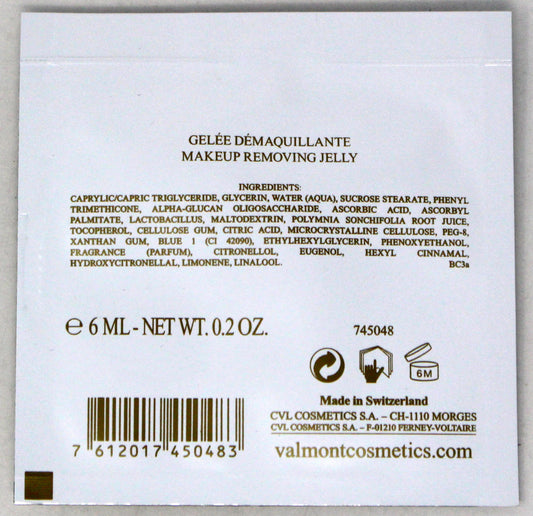 GELÉE DÉMAQUILLANTE
MAKEUP REMOVING JELLY
INGREDIENTS:
CAPRYLIC/CAPRIC TRIGLYCERIDE, GLYCERIN, WATER (AQUA), SUCROSE STEARATE, PHENYL
TRIMETHICONE, ALPHA-GLUCAN OLIGOSACCHARIDE, ASCORBIC ACID, ASCORBYL
PALMITATE, LACTOBACILLUS, MALTODEXTRIN, POLYMNIA SONCHIFOLIA ROOT JUICE,
TOCOPHEROL, CELLULOSE GUM, CITRIC ACID, MICROCRYSTALLINE CELLULOSE, PEG-8,
XANTHAN GUM, BLUE 1 (CI 42090), ETHYLHEXYLGLYCERIN, PHENOXYETHANOL,
FRAGRANCE (PARFUM), CITRONELLOL, EUGENOL, HEXYL CINNAMAL,
HYDROXYCITRONELLAL, LIMONENE, LINALOOL. BC3a
℮ 6 ML - NET WT. 0.2 OZ. 745048
6M
Made in Switzerland
CVL COSMETICS S.A. – CH-1110 MORGES
CVL COSMETICS S.A. – F-01210 FERNEY-VOLTAIRE
7 612017 450483
valmontcosmetics.com